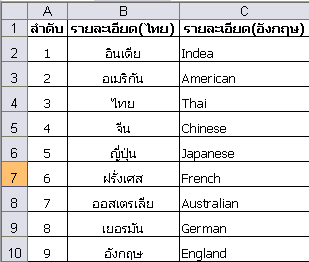 A B C
1 ลำดับ รายละเอียด(ไทย) รายละเอียด(อังกฤษ)
2 1 อินเดีย Indea
3 2 อเมริกัน American
4 3 ไทย Thai
5 4 จีน Chinese
6 5 ญี่ปุ่น Japanese
7 6 ฝรั่งเศส French
8 7 ออสเตรเลีย Australian
9 8 เยอรมัน German
10 9 อังกฤษ England